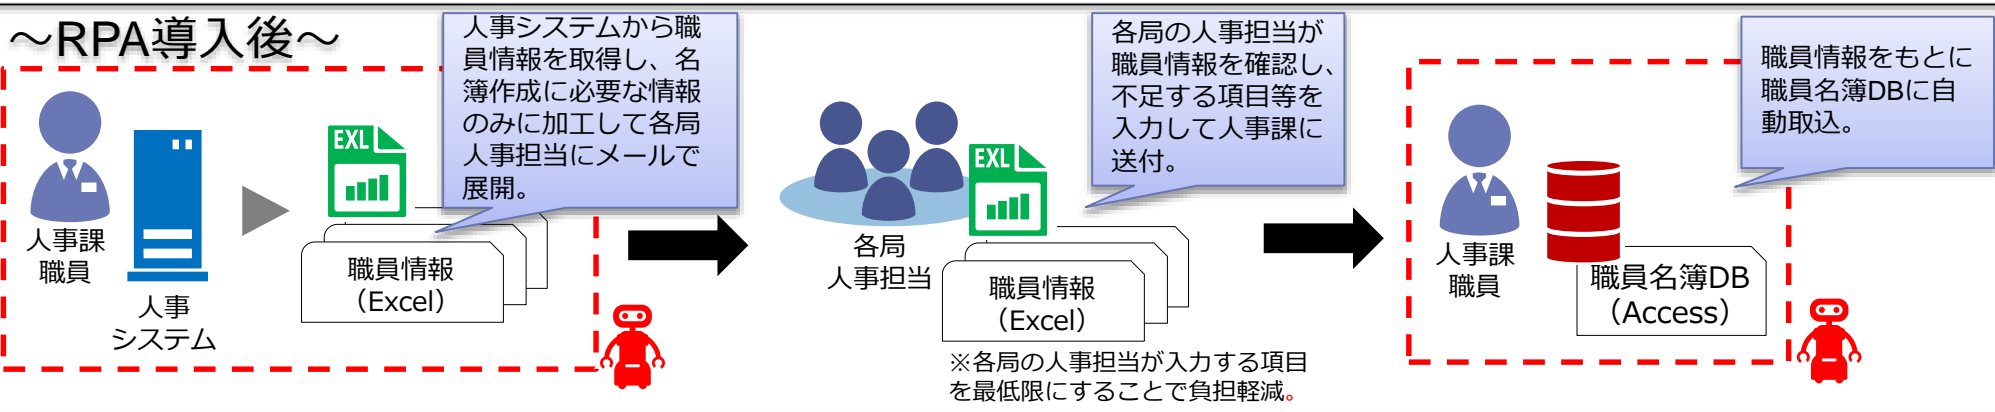 ～RPA導入後～
人事システムから職
員情報を取得し、名
簿作成に必要な情報
のみに加工して各局
人事担当にメールで
展開。
EXL
人事課
職員
人事
システム
職員情報
（Excel）
各局の人事担当が
職員情報を確認し、
不足する項目等を
入力して人事課に
送付。
EXL
各局
人事担当
職員情報
（Excel）
※各局の人事担当が入力する項目
を最低限にすることで負担軽減。
職員情報をもとに
職員名簿DBに自
動取込。
人事課
職員
職員名簿DB
（Access）